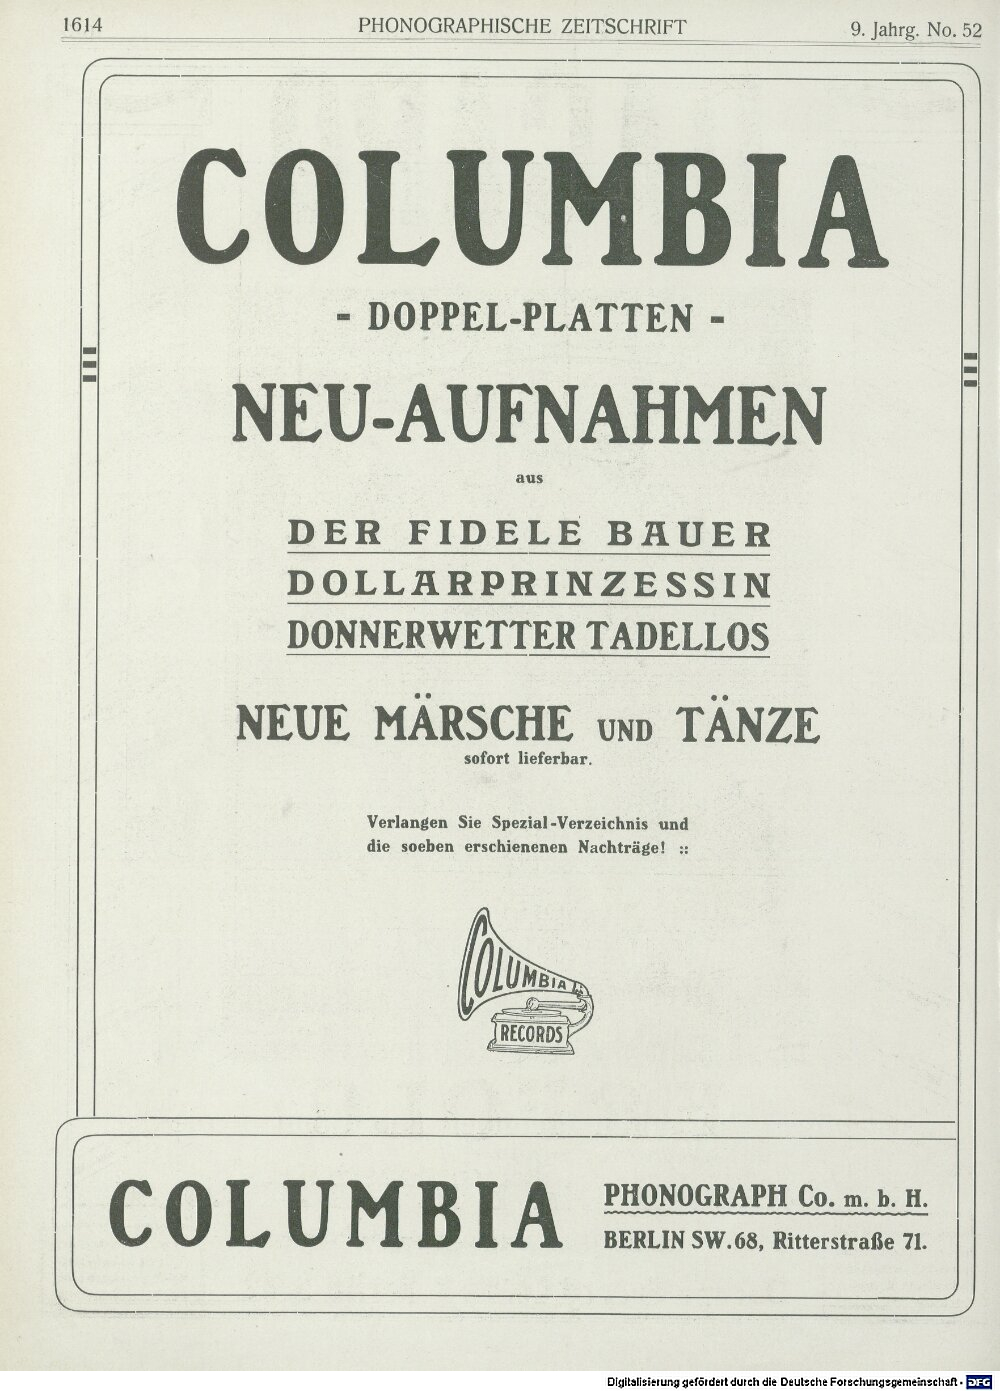 1614 PHONOGRAPHISCHE ZEITSCHRIFT 9. Jahrg. No. 52
COLUMBIA
- DOPPEL-PLATTEN -
NEU-AUFNAHMEN
aus
DER FIDELE BAUER
DOLLARPRINZESSIN
DONNERWETTER TADELLOS
NEUE MÄRSCHE UND TÄNZE
sofort lieferbar.
Verlangen Sie Spezial-Verzeichnis und
die soeben erschienenen Nachträge! ::
COLUMBIA
RECORDS
COLUMBIA
PHONOGRAPH Co. m. b. H.
BERLIN SW. 68, Ritterstraße 71.
Digitalisierung gefördert durch die Deutsche Forschungsgemeinschaft - DFG